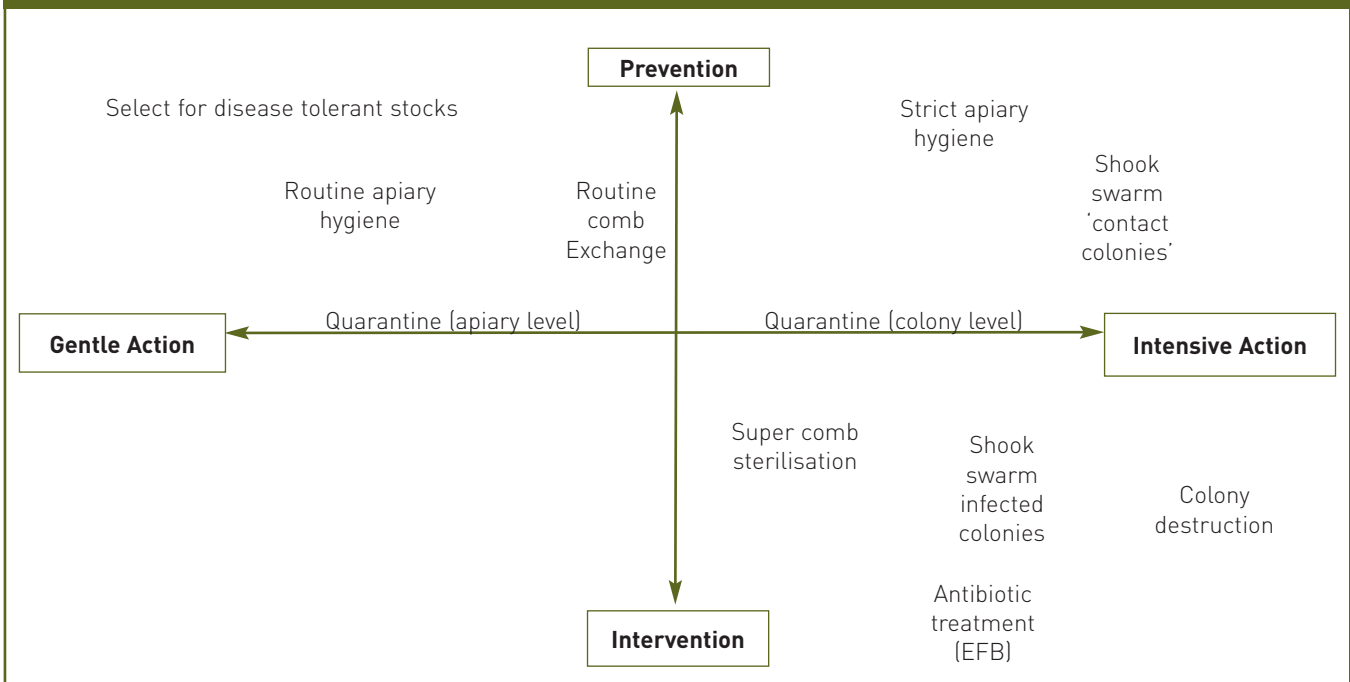 Prevention
Select for disease tolerant stocks
Strict apiary
hygiene
Routine apiary
hygiene
Routine
comb
Exchange
Shook
swarm
‘contact
colonies’
Gentle Action
Quarantine (apiary level)
Quarantine (colony level)
Intensive Action
Super comb
sterilisation
Shook
swarm
infected
colonies
Colony
destruction
Antibiotic
treatment
(EFB)
Intervention